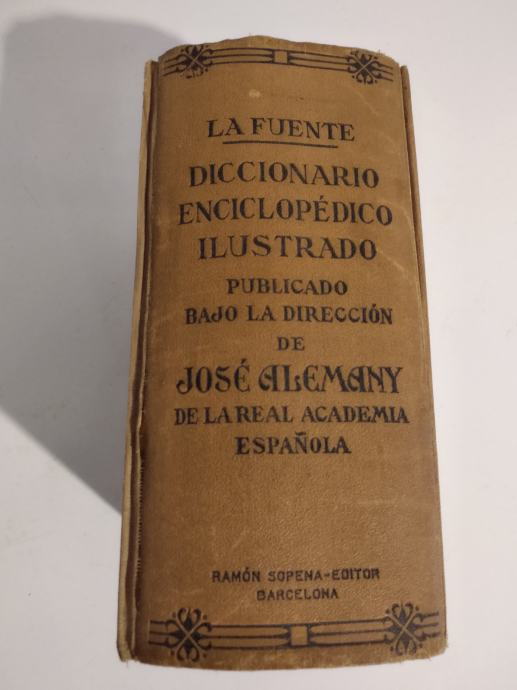 LA FUENTE
DICCIONARIO
ENCICLOPÉDICO
ILUSTRADO
PUBLICADO
BAJO LA DIRECCIÓN
DE
JOSÉ ALEMANY
DE LA REAL ACADEMIA
ESPAÑOLA
RAMÓN SOPENA-EDITOR
BARCELONA